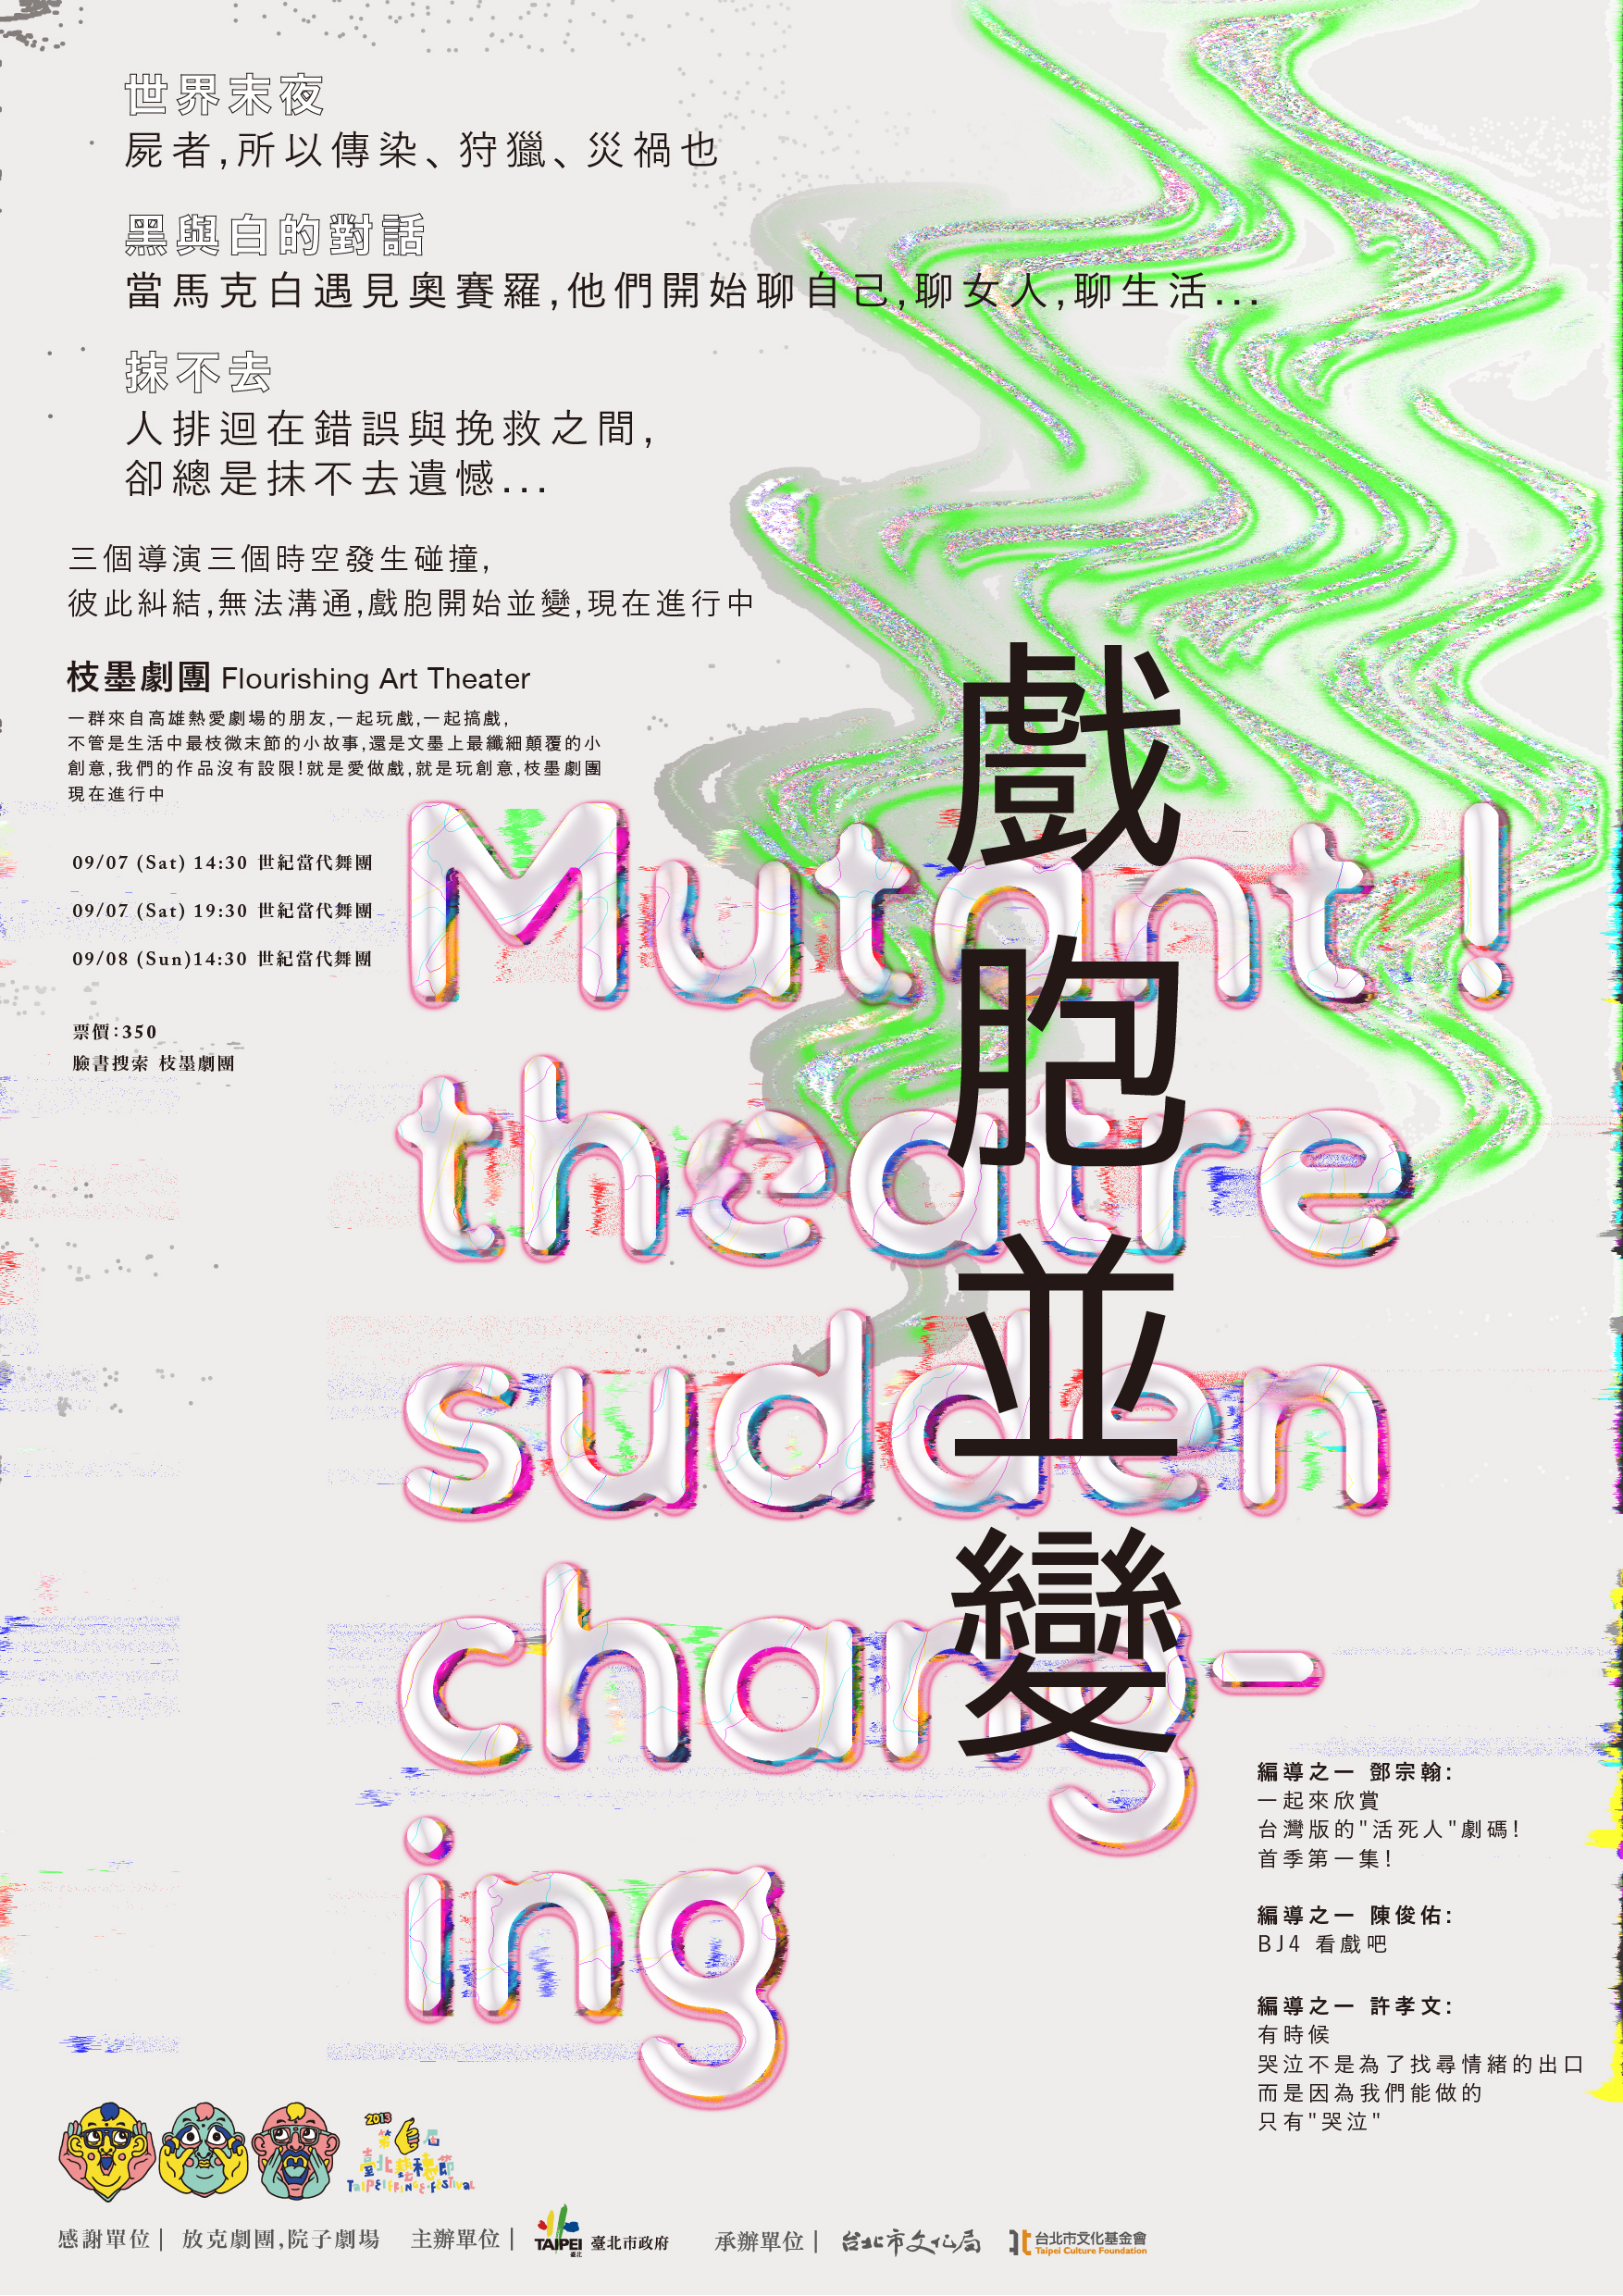 世界末夜
屍者,所以傳染、狩獵、災禍也
黑與白的對話
當馬克白遇見奧賽羅,他們開始聊自己,聊女人,聊生活...
抹不去
人排迴在錯誤與挽救之間,
卻總是抹不去遺憾...
三個導演三個時空發生碰撞,
彼此糾結,無法溝通,戲胞開始並變,現在進行中
枝墨劇團 Flourishing Art Theater
一群來自高雄熱愛劇場的朋友,一起玩戲,一起搞戲,
不管是生活中最枝微末節的小故事,還是文墨上最纖細顛覆的小
創意,我們的作品沒有設限!就是愛做戲,就是玩創意,枝墨劇團
現在進行中
09/07 (Sat) 14:30 世紀當代舞團
09/07 (Sat) 19:30 世紀當代舞團
09/08 (Sun)14:30 世紀當代舞團
票價:350
臉書搜索 枝墨劇團
戲胞並變
Mutant!
theatre
sudden
chang-
ing
編導之一 鄧宗翰:
一起來欣賞
台灣版的"活死人"劇碼!
首季第一集!
編導之一 陳俊佑:
BJ4 看戲吧
編導之一 許孝文:
有時候
哭泣不是為了找尋情緒的出口
而是因為我們能做的
只有"哭泣"
2013
第6屆
臺北藝穗節
TAIPEI FRINGE FESTIVAL
感謝單位| 放克劇團,院子劇場 主辦單位| TAIPEI 臺北 臺北市政府 承辦單位| 台北市文化局 台北市文化基金會
Taipei Culture Foundation